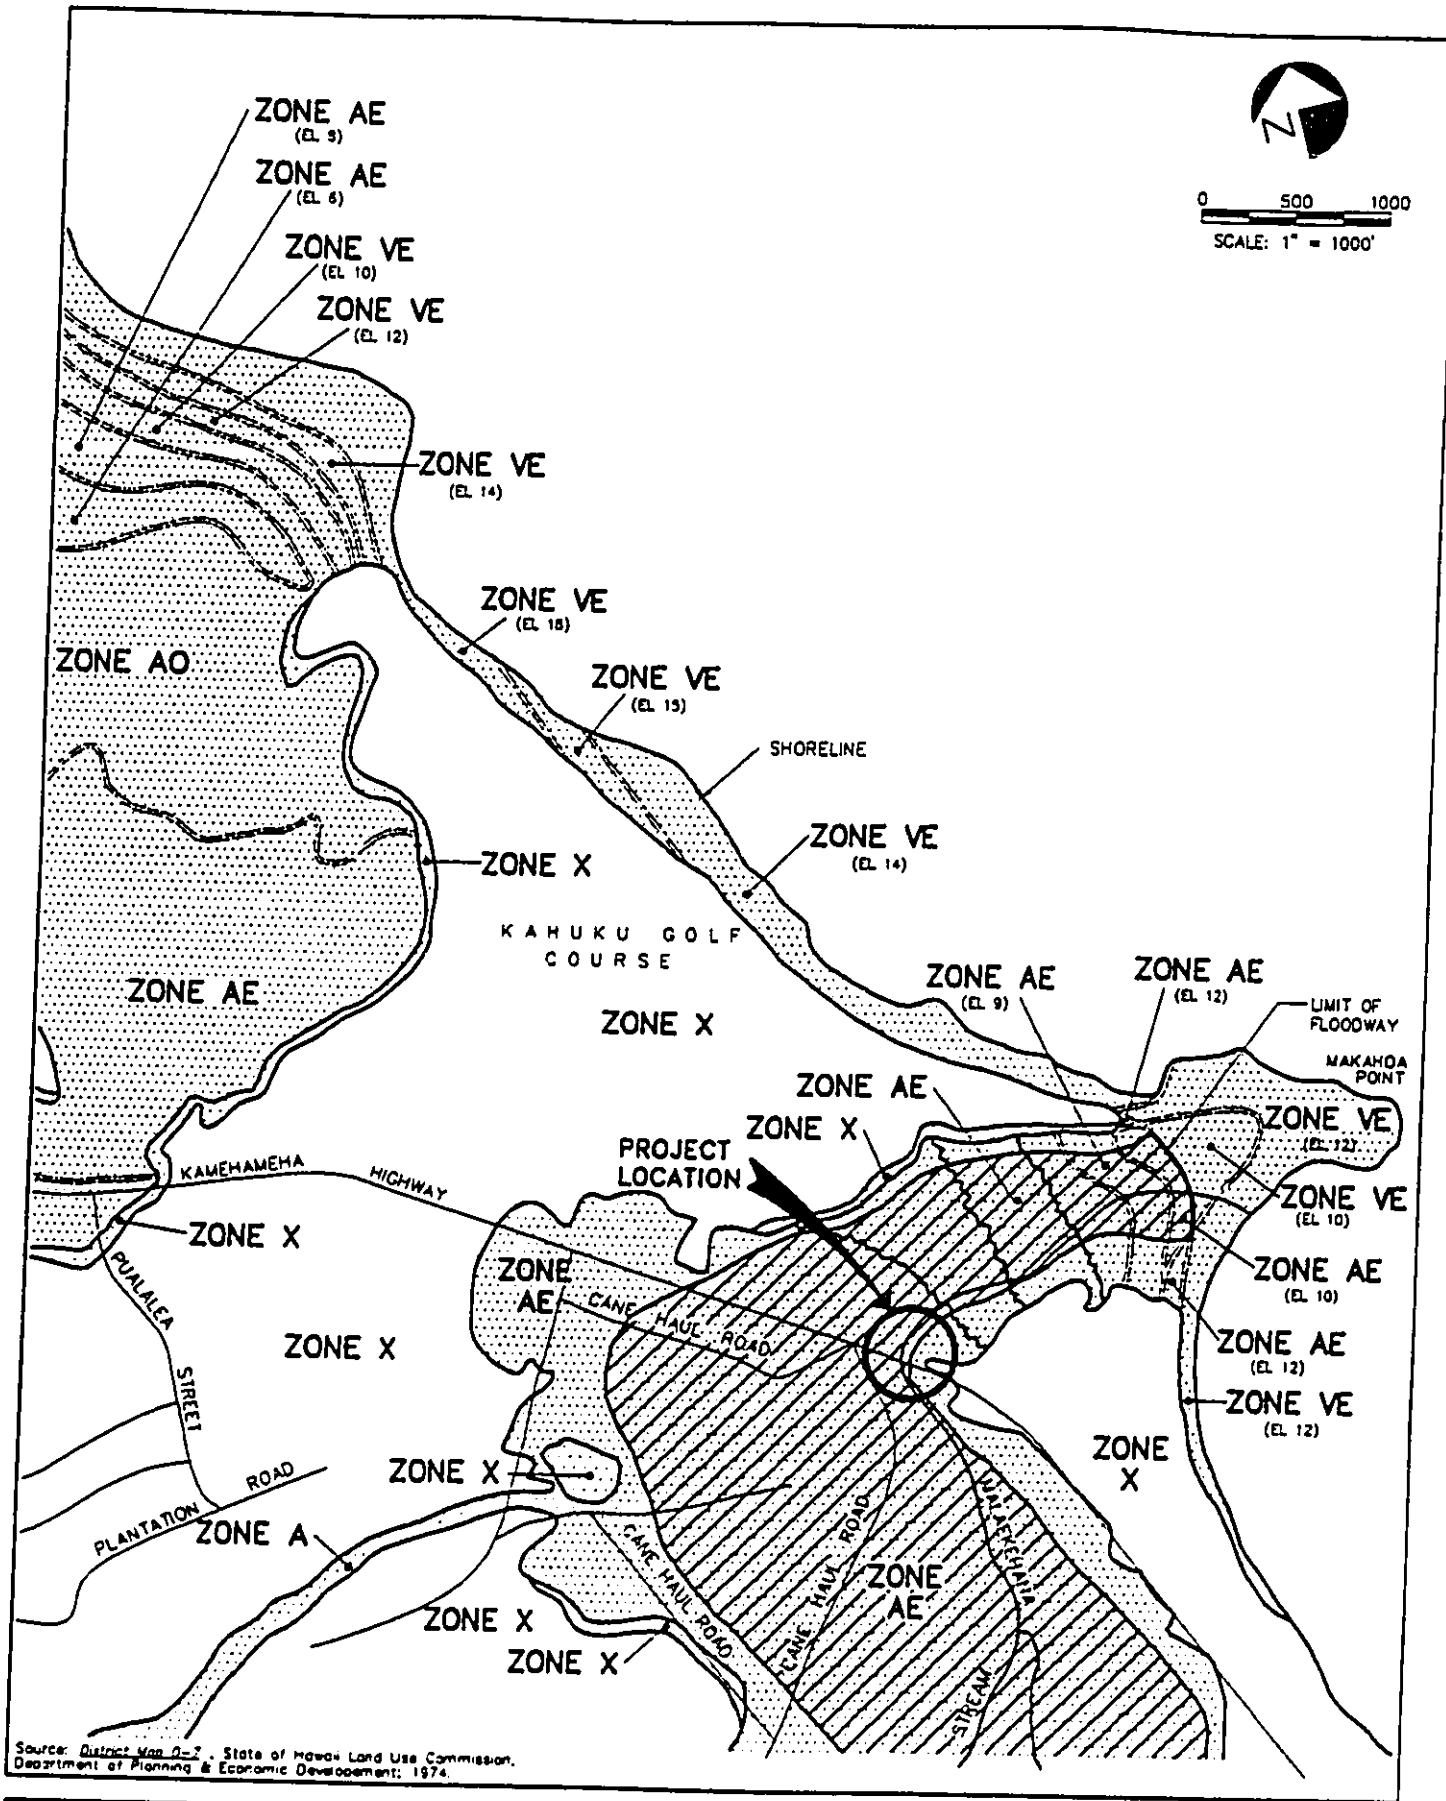 ZONE AE
(EL 5)
ZONE AE
(EL 6)
ZONE VE
(EL 10)
ZONE VE
(EL 12)
N
0 500 1000
SCALE: 1" = 1000'
ZONE VE
(EL 14)
ZONE VE
ZONE AO
ZONE VE
(EL 15)
SHORELINE
ZONE VE
(EL 14)
ZONE X
KAHUKU GOLF
COURSE
ZONE AE
ZONE X
ZONE AE
(EL 9)
ZONE AE
(EL 12)
LIMIT OF
FLOODWAY
MAKAHOA
POINT
ZONE AE
ZONE X
ZONE VE
(EL 12)
PROJECT
LOCATION
KAMEHAMEHA
HIGHWAY
ZONE VE
(EL 10)
ZONE X
PUALALEA
STREET
ZONE
AE
CANE HAUL ROAD
ZONE AE
(EL 10)
ZONE X
ZONE AE
(EL 12)
ZONE VE
(EL 12)
ZONE
X
ZONE X
PLANTATION ROAD
ZONE A
CANE HAUL ROAD
CANE HAUL ROAD
STREAM
ZONE
AE
ZONE X
ZONE X
Source: District Map O-7, State of Hawaii Land Use Commission,
Department of Planning & Economic Development; 1974.